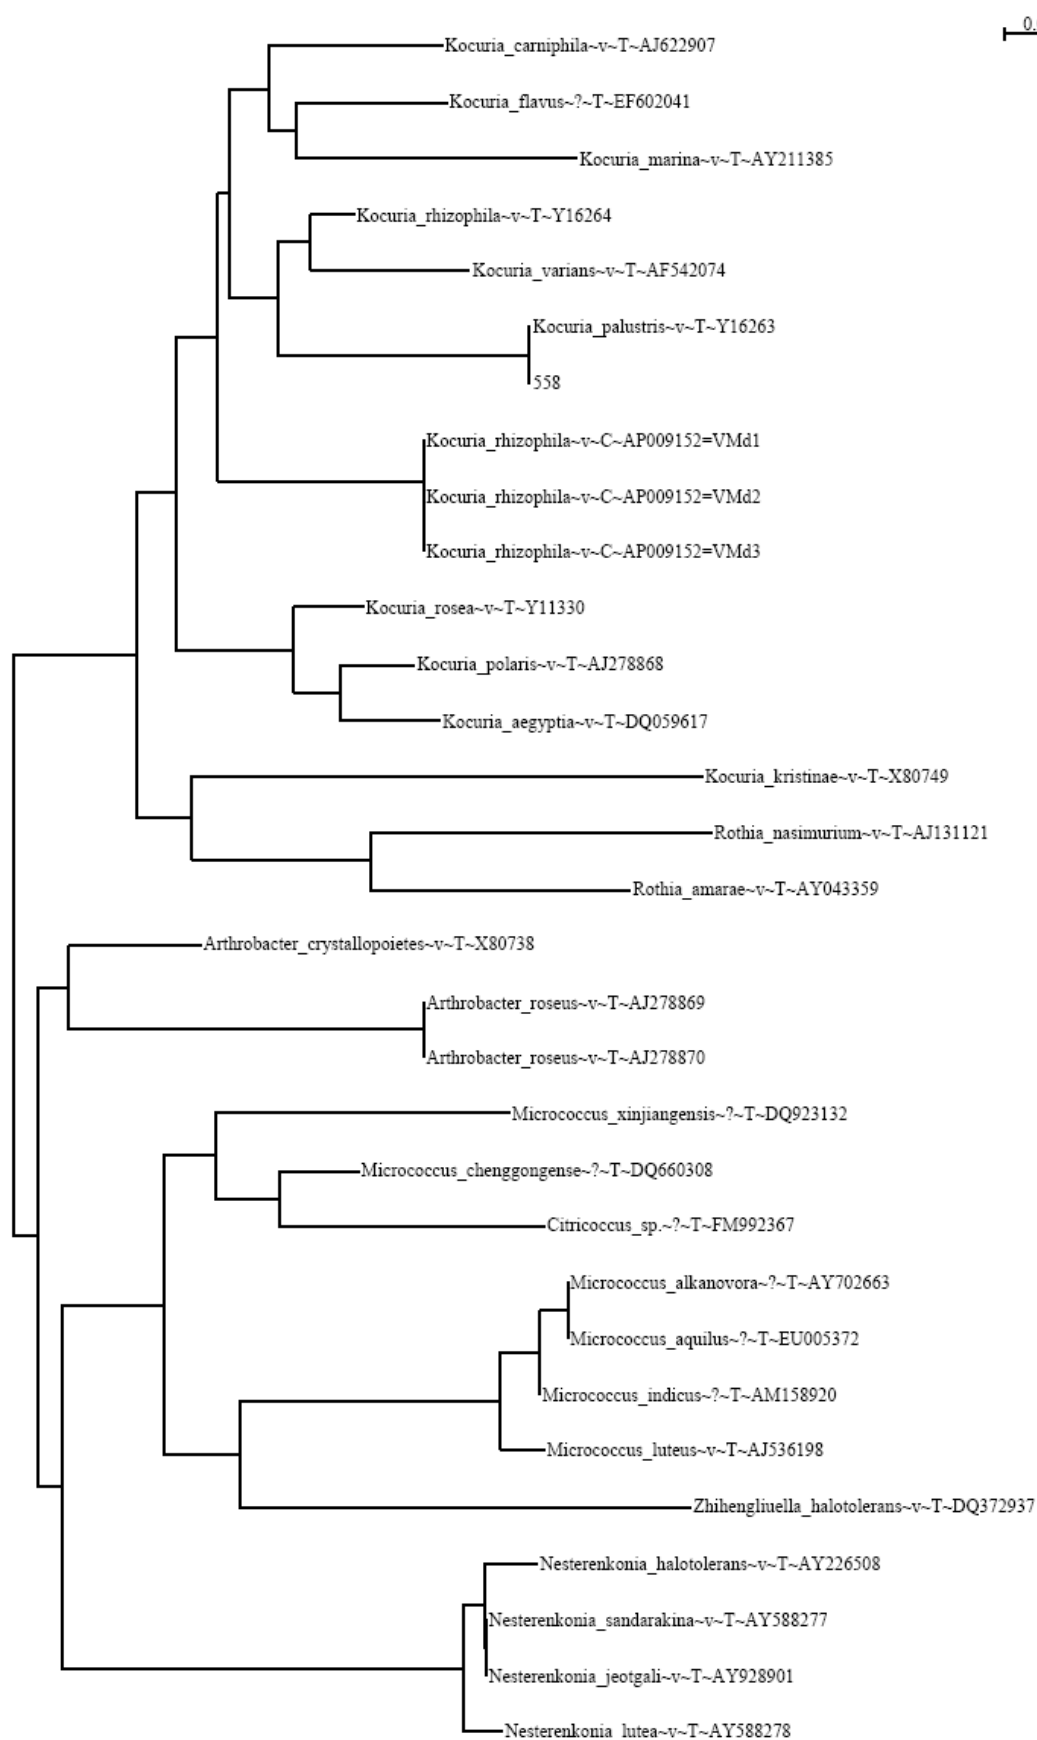 0.
Kocuria_carniphila~v~T~AJ622907
Kocuria_flavus~?~T~EF602041
Kocuria_marina~v~T~AY211385
Kocuria_rhizophila~v~T~Y16264
Kocuria_varians~v~T~AF542074
Kocuria_palustris~v~T~Y16263
558
Kocuria_rhizophila~v~C~AP009152=VMd1
Kocuria_rhizophila~v~C~AP009152=VMd2
Kocuria_rhizophila~v~C~AP009152=VMd3
Kocuria_rosea~v~T~Y11330
Kocuria_polaris~v~T~AJ278868
Kocuria_aegyptia~v~T~DQ059617
Kocuria_kristinae~v~T~X80749
Rothia_nasimurium~v~T~AJ131121
Rothia_amarae~v~T~AY043359
Arthrobacter_crystallopoietes~v~T~X80738
Arthrobacter_roseus~v~T~AJ278869
Arthrobacter_roseus~v~T~AJ278870
Micrococcus_xinjiangensis~?~T~DQ923132
Micrococcus_chenggongense~?~T~DQ660308
Citricoccus_sp.~?~T~FM992367
Micrococcus_alkanovora~?~T~AY702663
Micrococcus_aquilus~?~T~EU005372
Micrococcus_indicus~?~T~AM158920
Micrococcus_luteus~v~T~AJ536198
Zhihengliuella_halotolerans~v~T~DQ372937
Nesterenkonia_halotolerans~v~T~AY226508
Nesterenkonia_sandarakina~v~T~AY588277
Nesterenkonia_jeotgali~v~T~AY928901
Nesterenkonia_lutea~v~T~AY588278